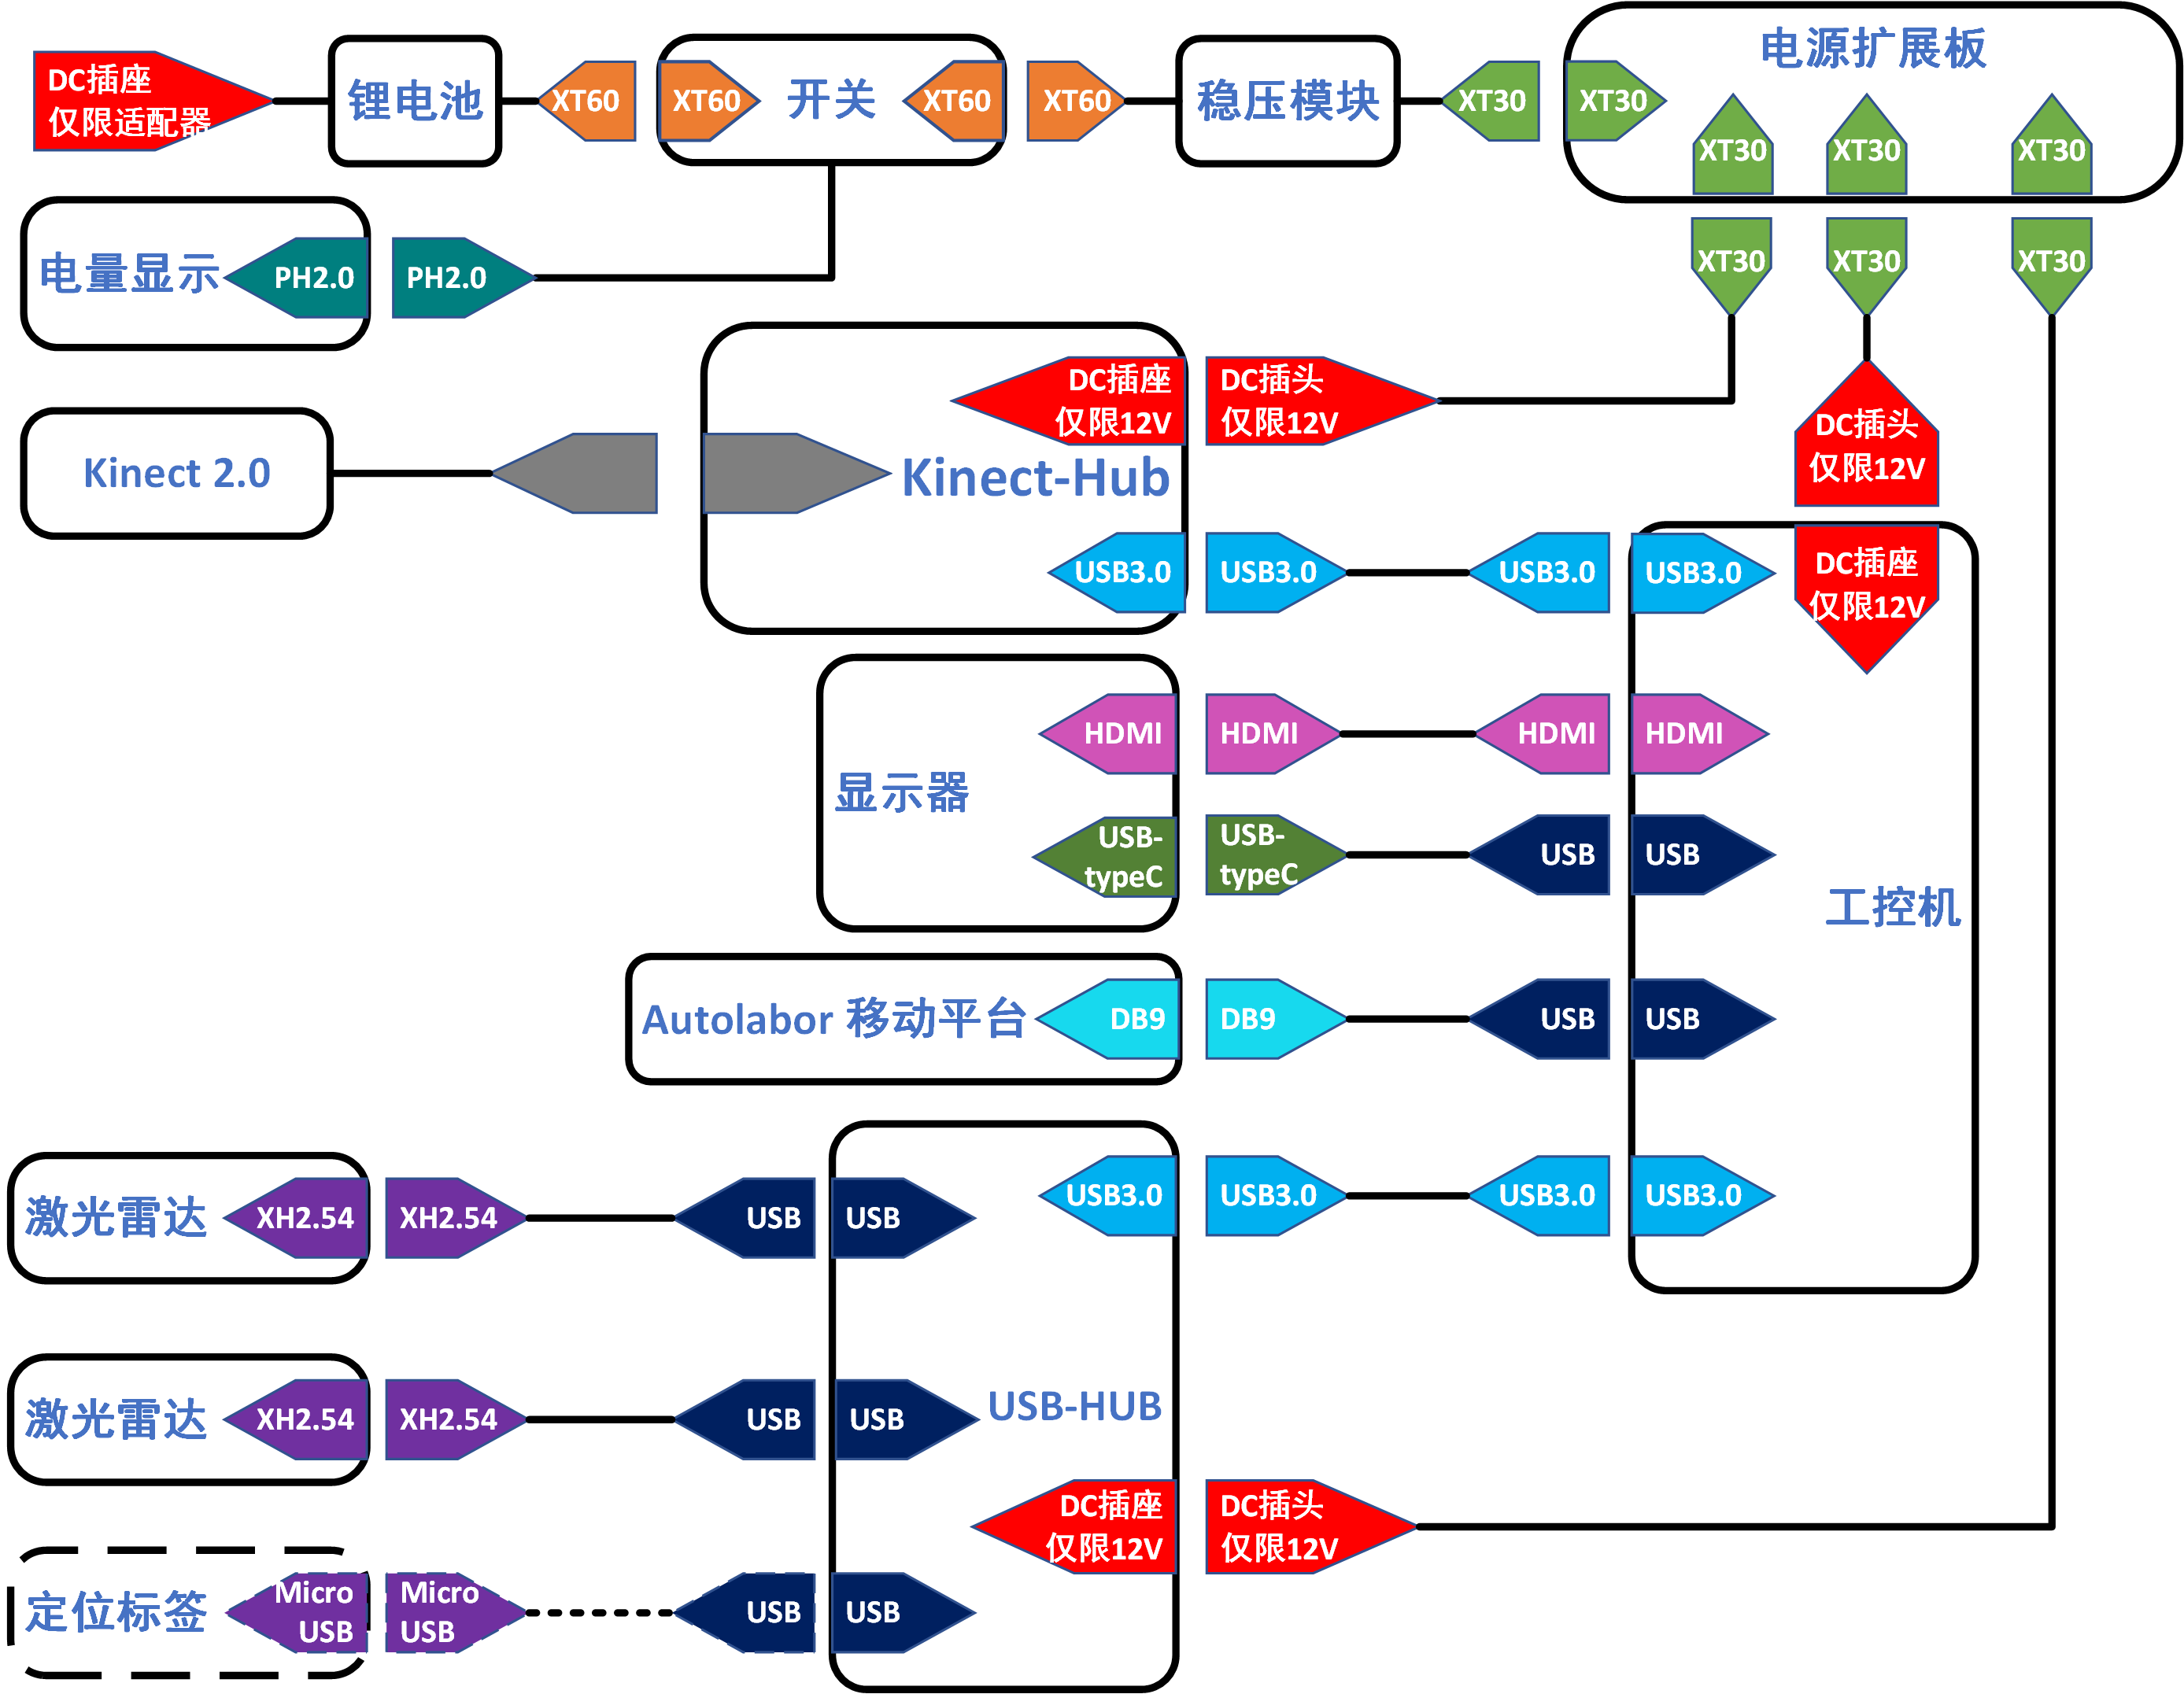 DC插座
仅限适配器
锂电池
XT60
XT60
开关
XT60
XT60
稳压模块
XT30
XT30
电源扩展板
XT30
XT30
XT30
XT30
XT30
XT30
电量显示
PH2.0
PH2.0
DC插座
仅限12V
DC插头
仅限12V
DC插头
仅限12V
Kinect 2.0
Kinect-Hub
USB3.0
USB3.0
USB3.0
USB3.0
DC插座
仅限12V
HDMI
HDMI
HDMI
HDMI
显示器
USB-
typeC
USB-
typeC
USB
USB
工控机
Autolabor 移动平台
DB9
DB9
USB
USB
USB3.0
USB3.0
USB3.0
USB3.0
激光雷达
XH2.54
XH2.54
USB
USB
激光雷达
XH2.54
XH2.54
USB
USB
USB-HUB
DC插座
仅限12V
DC插头
仅限12V
定位标签
Micro
USB
Micro
USB
USB
USB